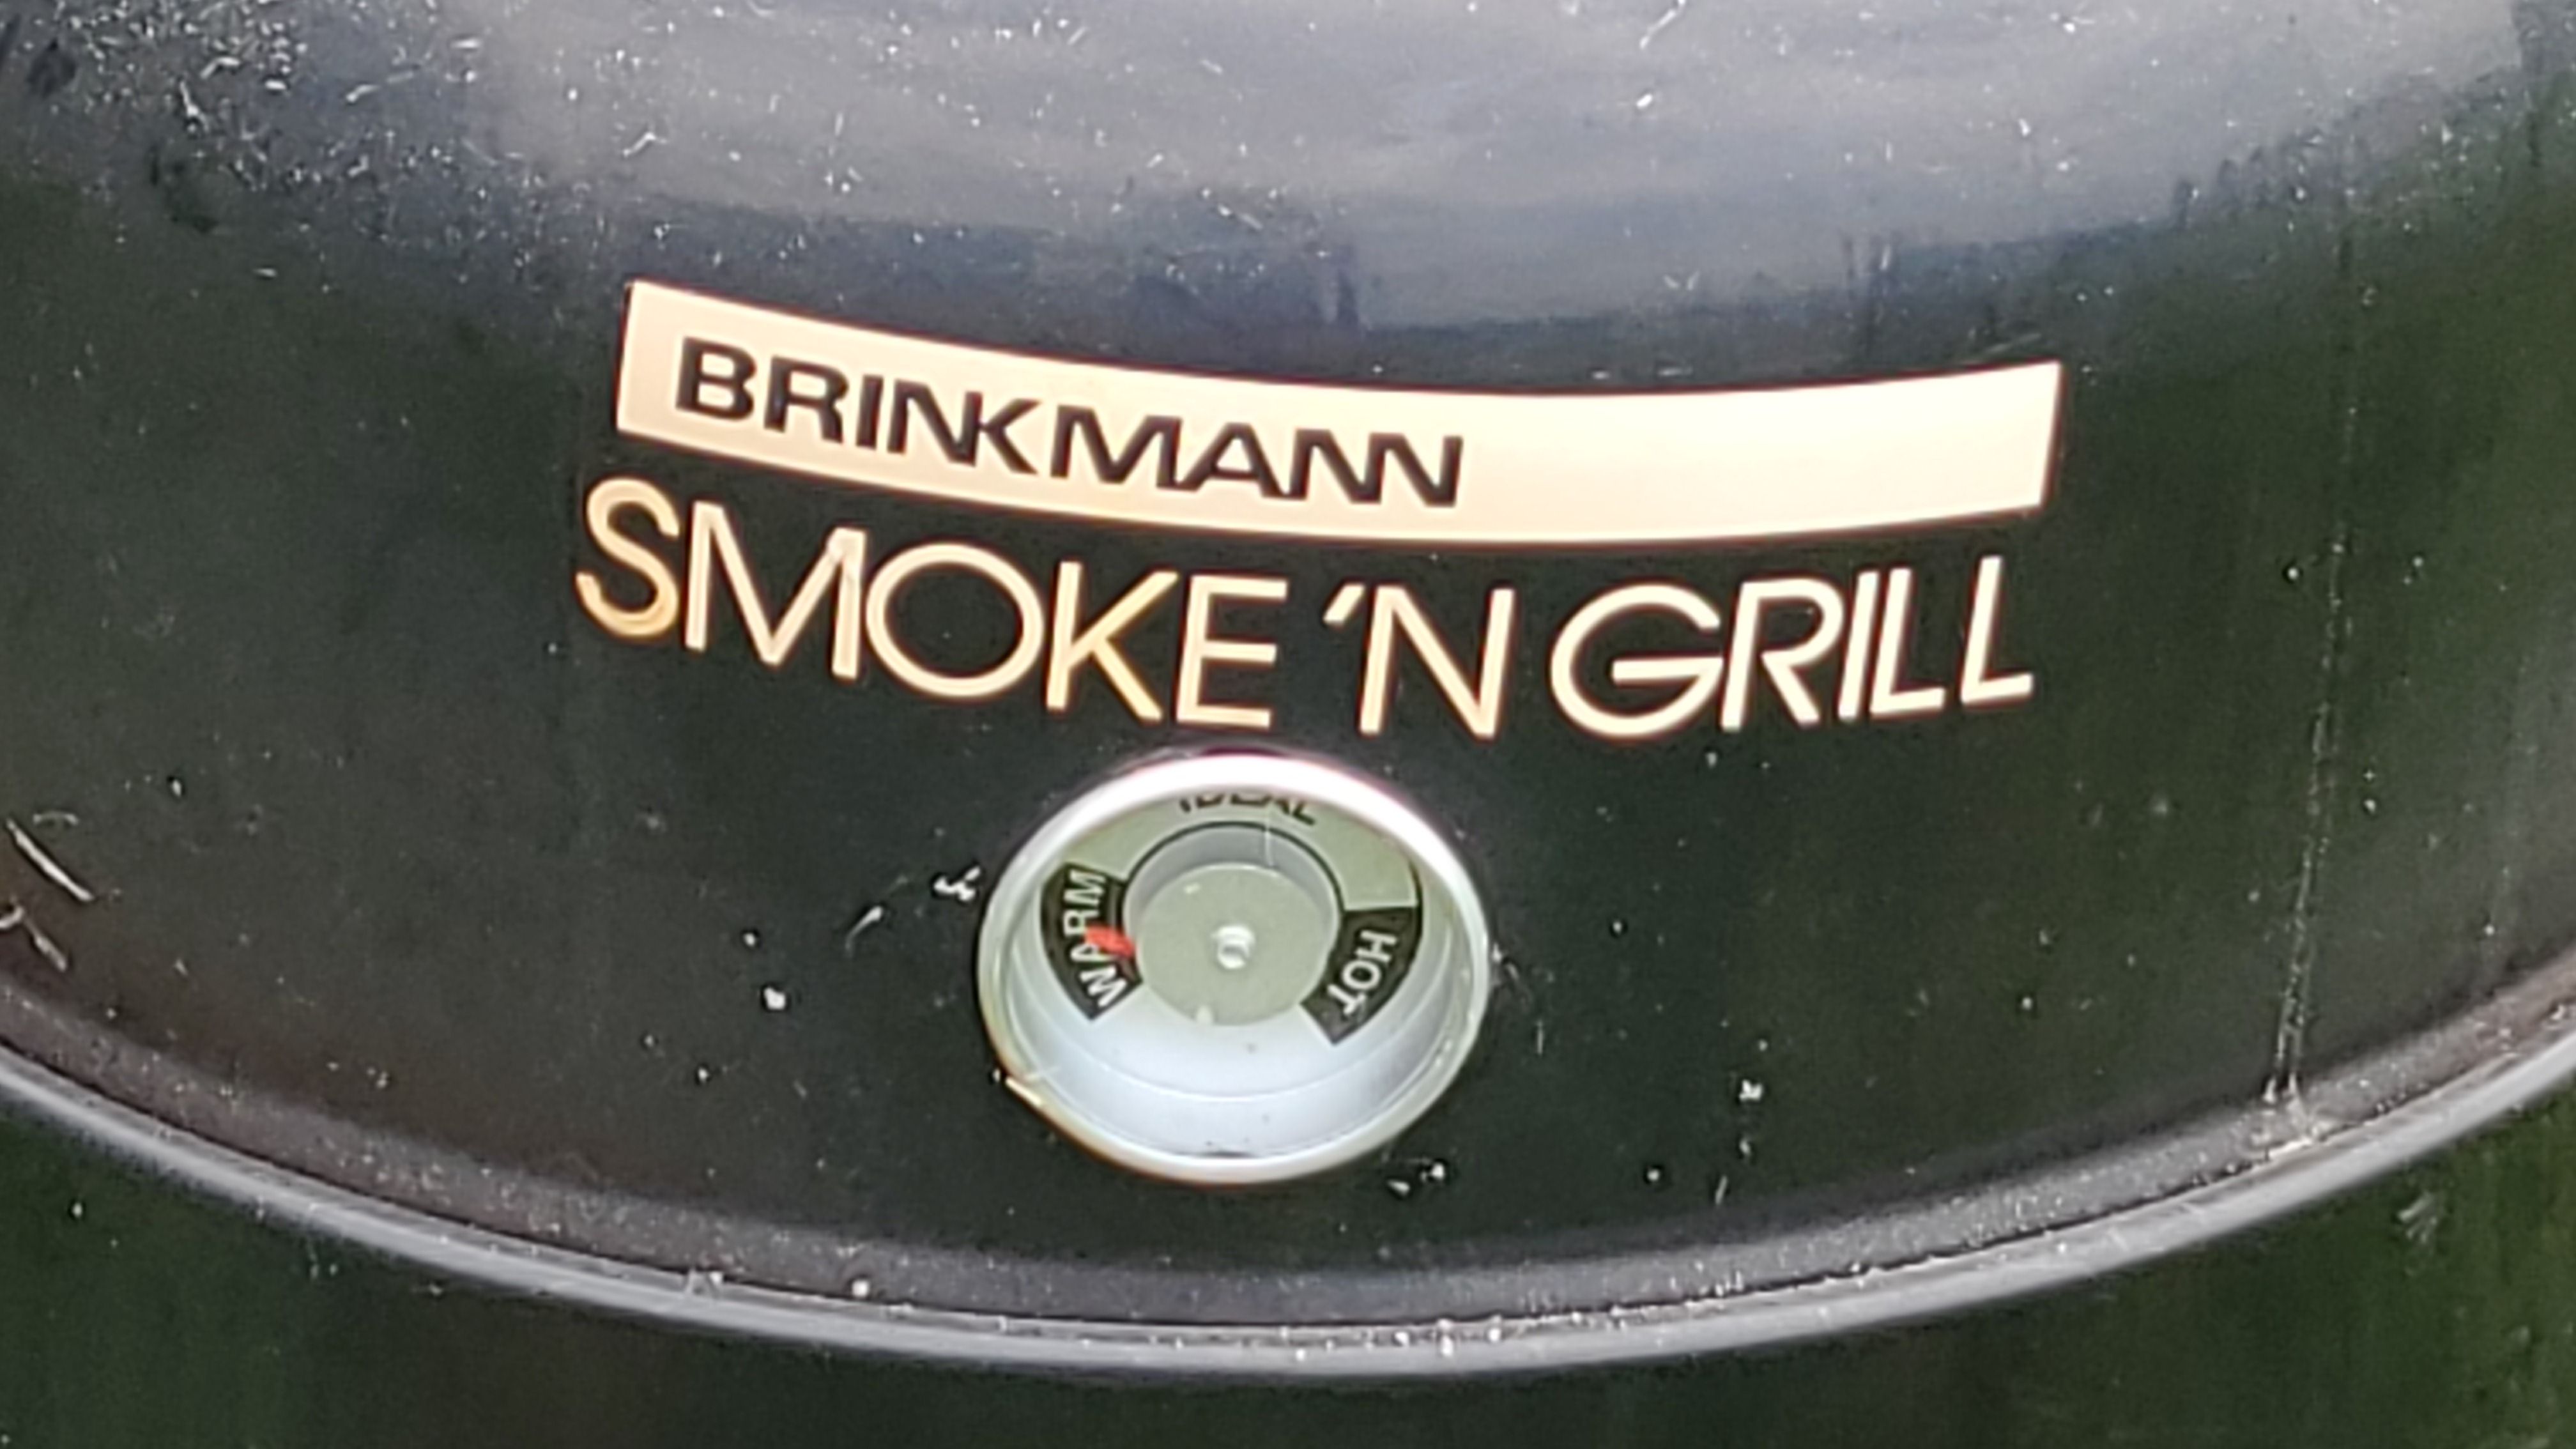 BRINKMANN
SMOKE 'N GRILL
IDEAL
WARM
HOT